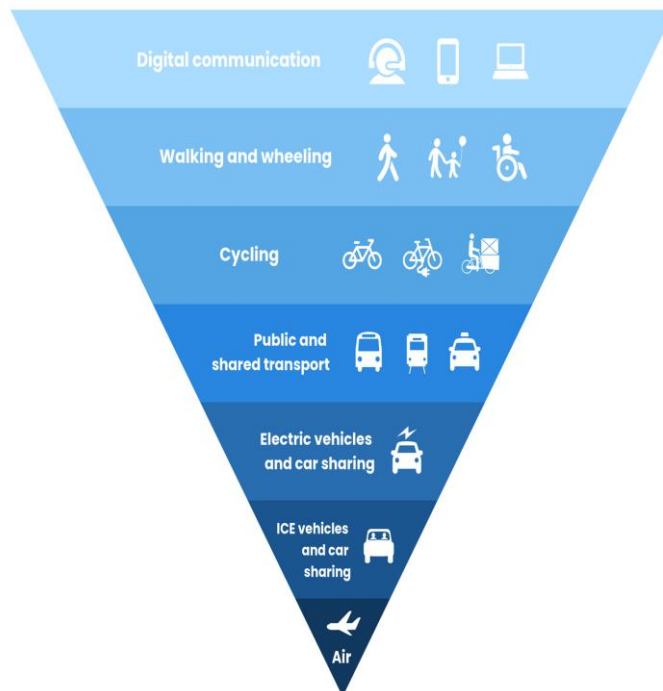 Digital communication
Walking and wheeling
Cycling
Public and
shared transport
Electric vehicles
and car sharing
ICE vehicles
and car
sharing
Air